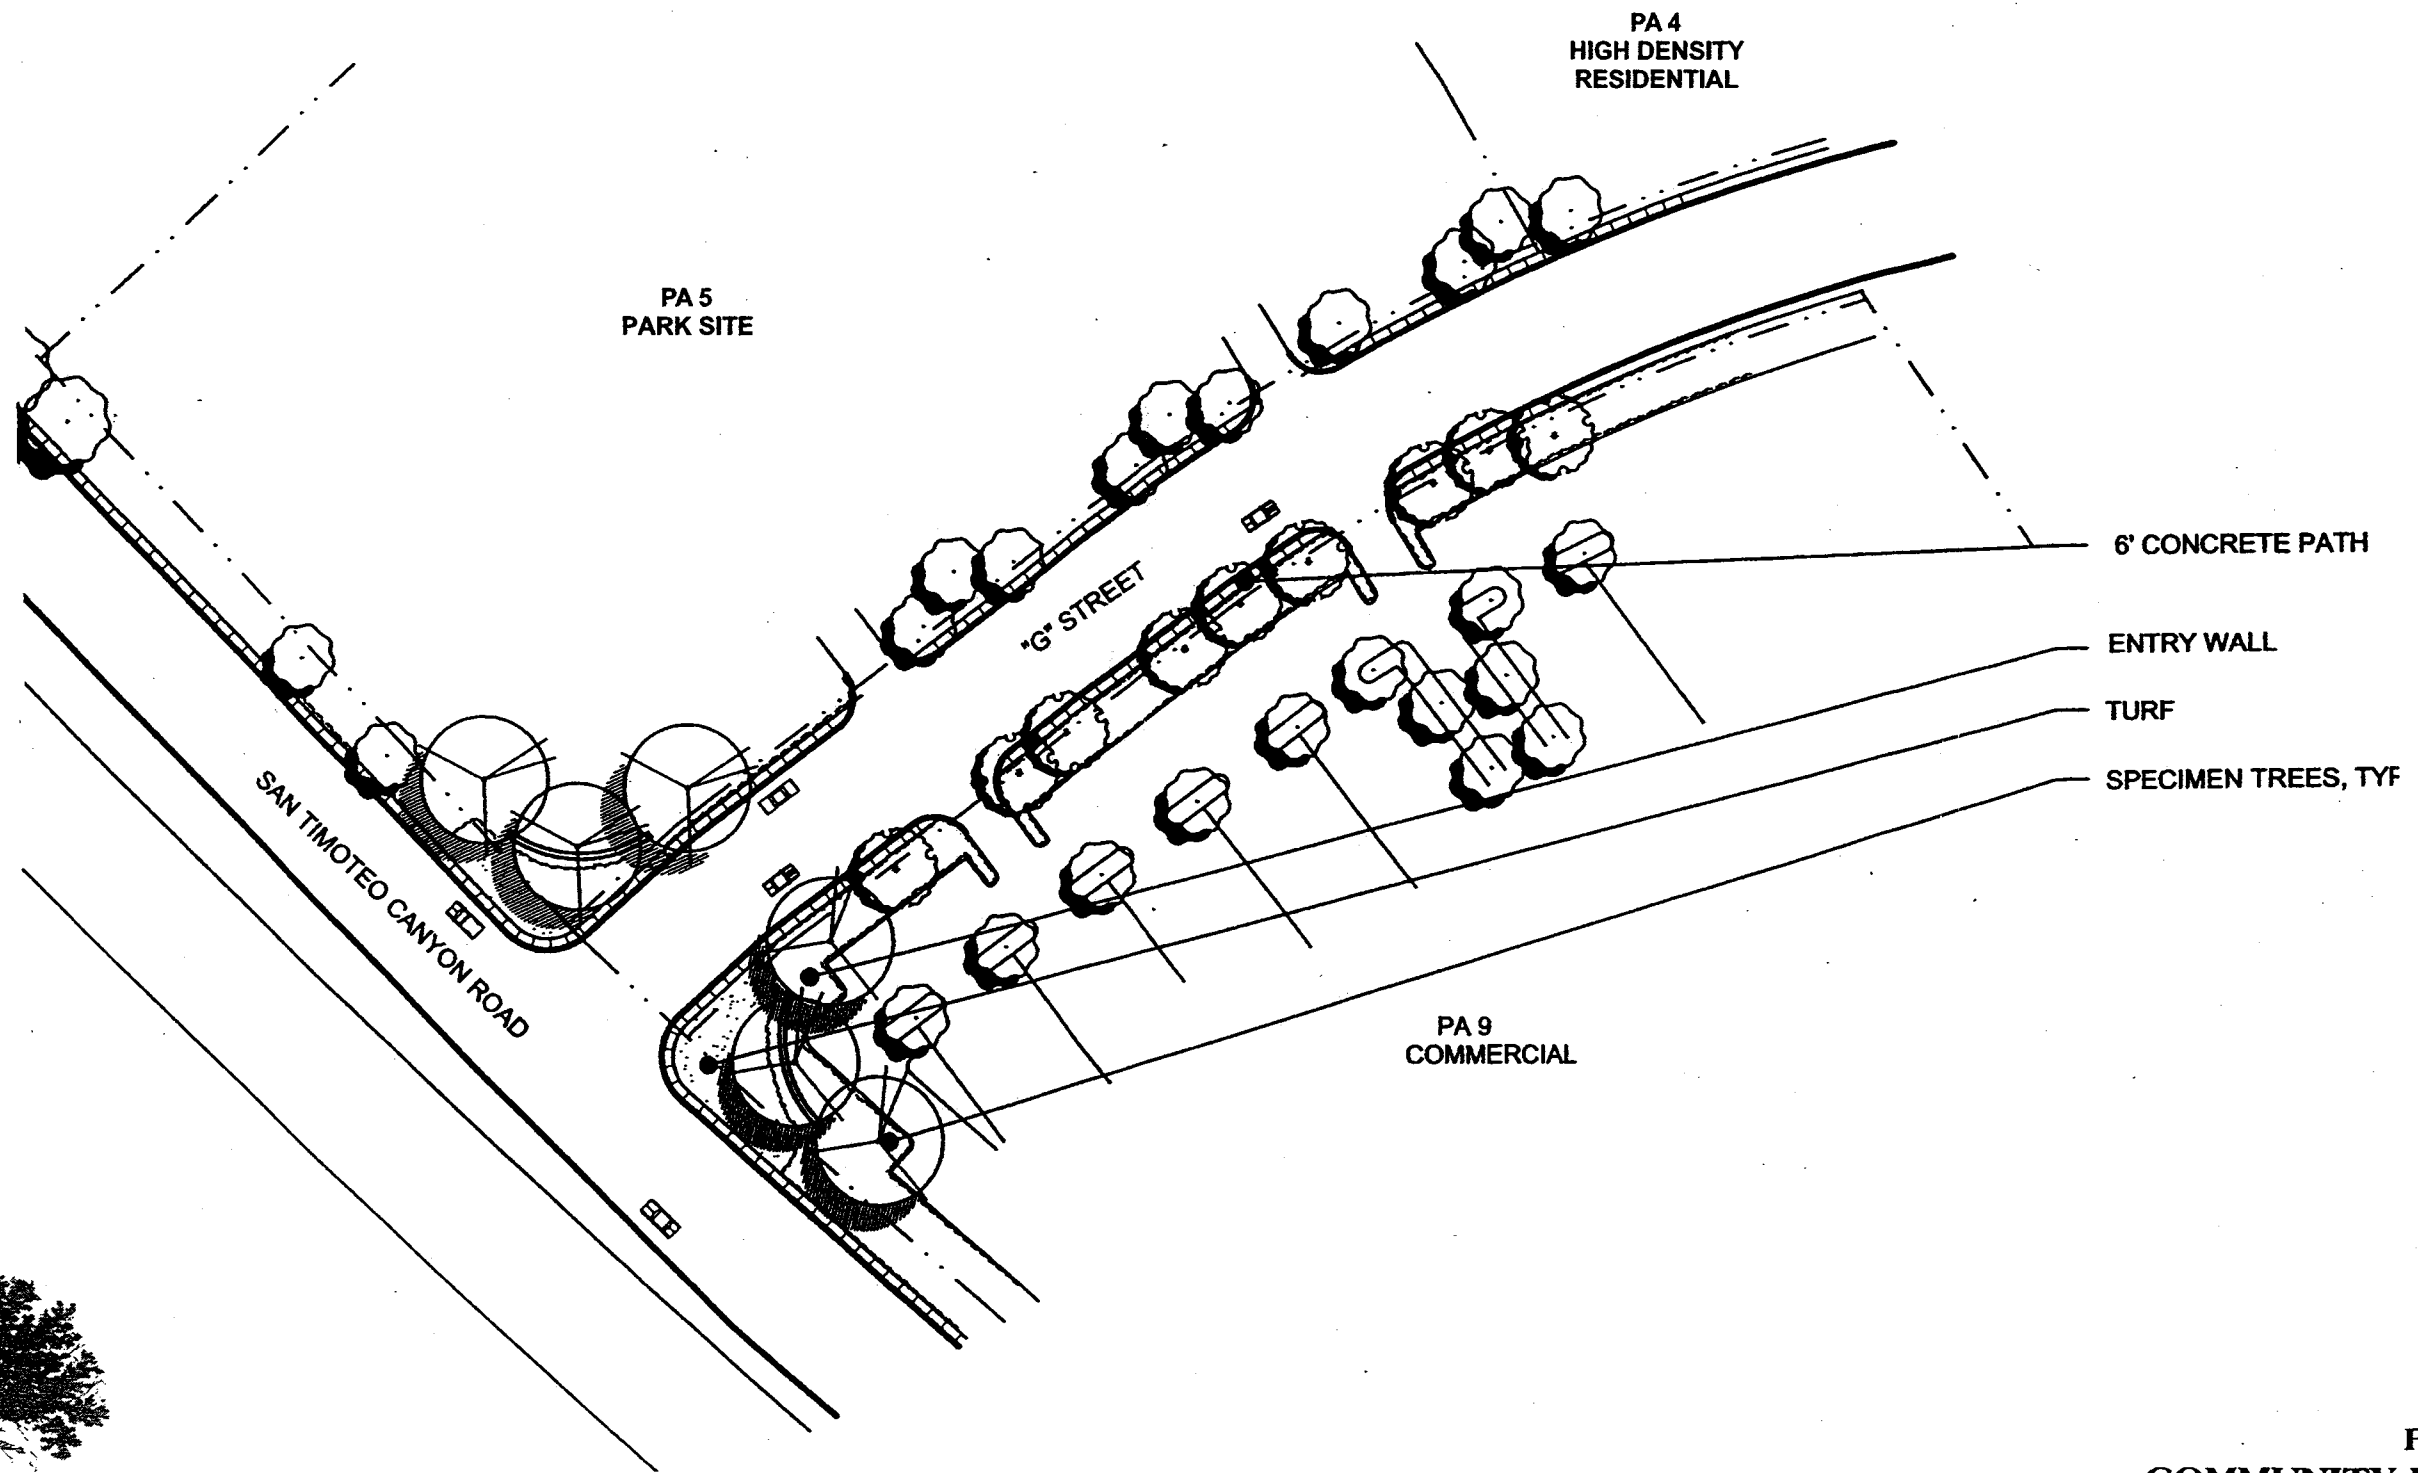 PA 4
HIGH DENSITY
RESIDENTIAL
PA 5
PARK SITE
6' CONCRETE PATH
"G" STREET
ENTRY WALL
TURF
SPECIMEN TREES, TYP
SAN TIMOTEO CANYON ROAD
PA 9
COMMERCIAL
F
COMMUNITY